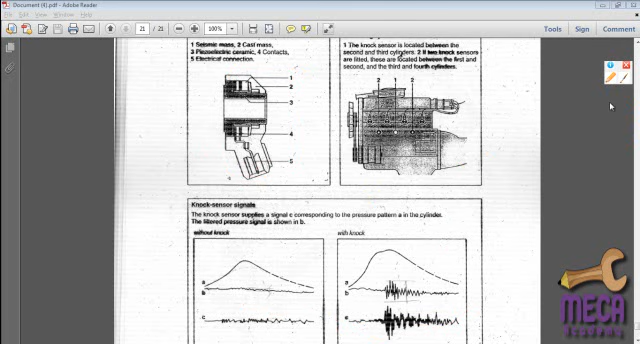 Document (4).pdf - Adobe Reader
File Edit View Window Help
21 / 21
100%
Tools
Sign
Comment
1 Seismic mass, 2 Cast mass,
3 Piezoelectric ceramic, 4 Contacts,
5 Electrical connection.
1
2
3
4
5
1 The knock sensor is located between the
second and third cylinders. 2 If two knock sensors
are fitted, these are located between the first and
second, and the third and fourth cylinders.
2 1 2
Knock-sensor signals
The knock sensor supplies a signal c corresponding to the pressure pattern a in the cylinder.
The filtered pressure signal is shown in b.
without knock
with knock
a
b
c
a
b
c
MECA
Academy